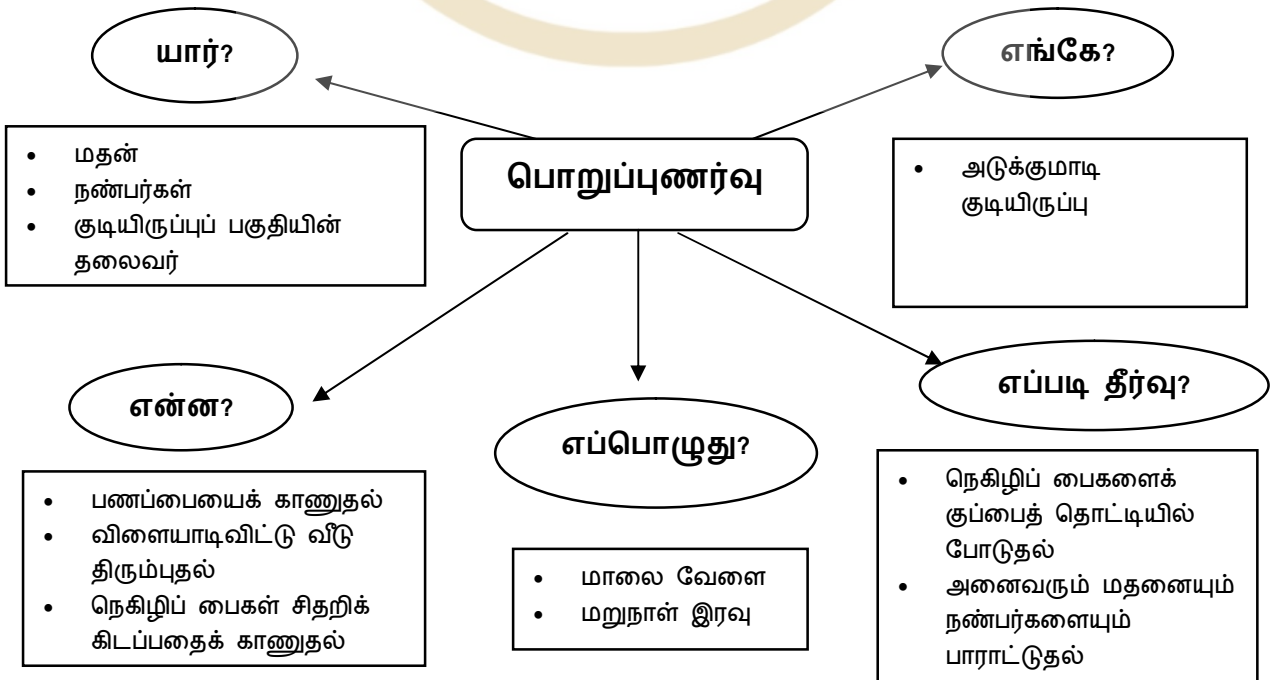 யார்?
எங்கே?
• மதன்
• நண்பர்கள்
• குடியிருப்புப் பகுதியின்
தலைவர்
பொறுப்புணர்வு
• அடுக்குமாடி
குடியிருப்பு
என்ன?
எப்பொழுது?
எப்படி தீர்வு?
• பணப்பையைக் காணுதல்
• விளையாடிவிட்டு வீடு
திரும்புதல்
• நெகிழிப் பைகள் சிதறிக்
கிடப்பதைக் காணுதல்
• மாலை வேளை
• மறுநாள் இரவு
• நெகிழிப் பைகளைக்
குப்பைத் தொட்டியில்
போடுதல்
• அனைவரும் மதனையும்
நண்பர்களையும்
பாராட்டுதல்